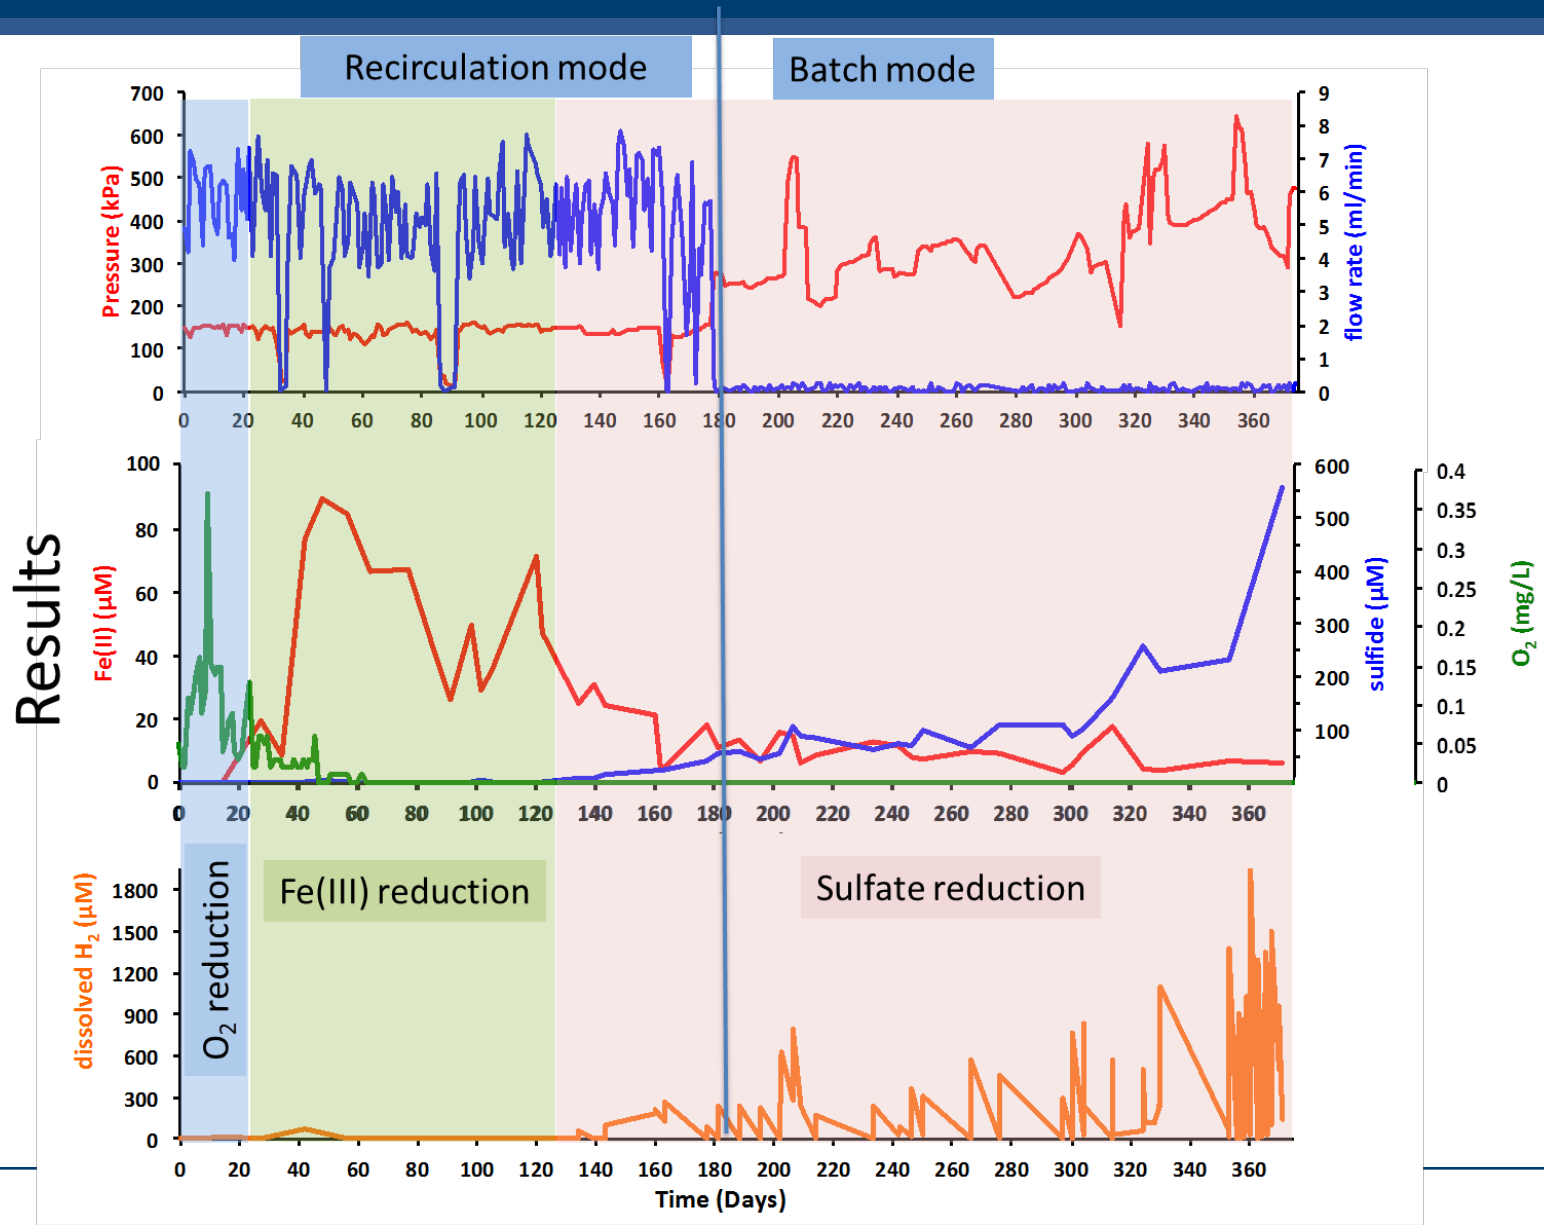 Recirculation mode
Batch mode
700
600
500
400
300
200
100
0
Pressure (kPa)
9
8
7
6
5
4
3
2
1
0
flow rate (ml/min)
0 20 40 60 80 100 120 140 160 180 200 220 240 260 280 300 320 340 360
Results
100
80
60
40
20
0
Fe(II) (µM)
600
500
400
300
200
100
sulfide (µM)
0.4
0.35
0.3
0.25
0.2
0.15
0.1
0.05
0
O₂ (mg/L)
0 20 40 60 80 100 120 140 160 180 200 220 240 260 280 300 320 340 360
O₂ reduction
Fe(III) reduction
Sulfate reduction
1800
1500
1200
900
600
300
0
dissolved H₂ (µM)
0 20 40 60 80 100 120 140 160 180 200 220 240 260 280 300 320 340 360
Time (Days)